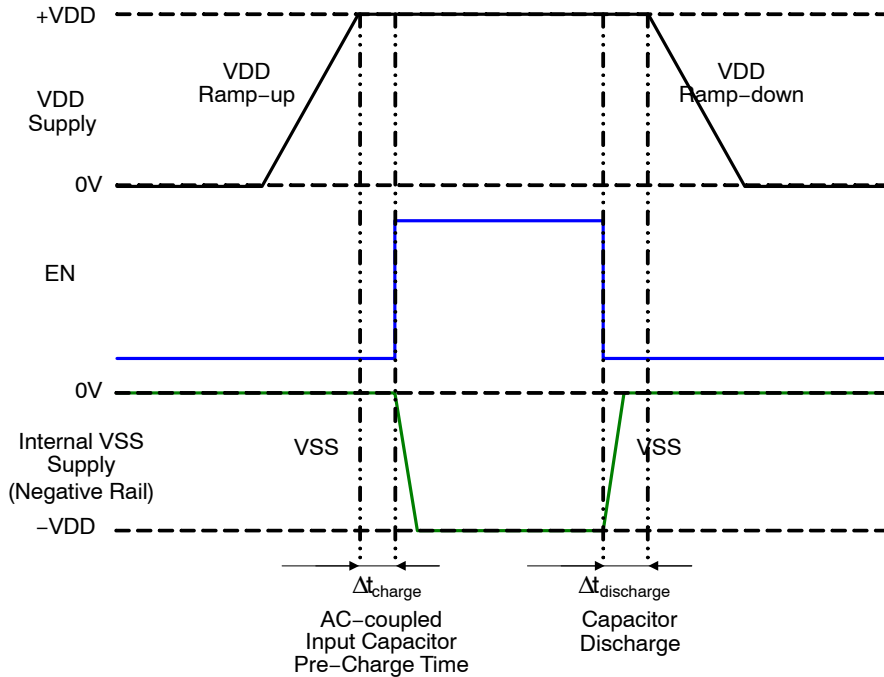 +VDD
VDD
Ramp−up
VDD
Ramp−down
VDD
Supply
0V
EN
0V
Internal VSS
Supply
(Negative Rail)
VSS
VSS
−VDD
Δtcharge
Δtdischarge
AC−coupled
Input Capacitor
Pre−Charge Time
Capacitor
Discharge